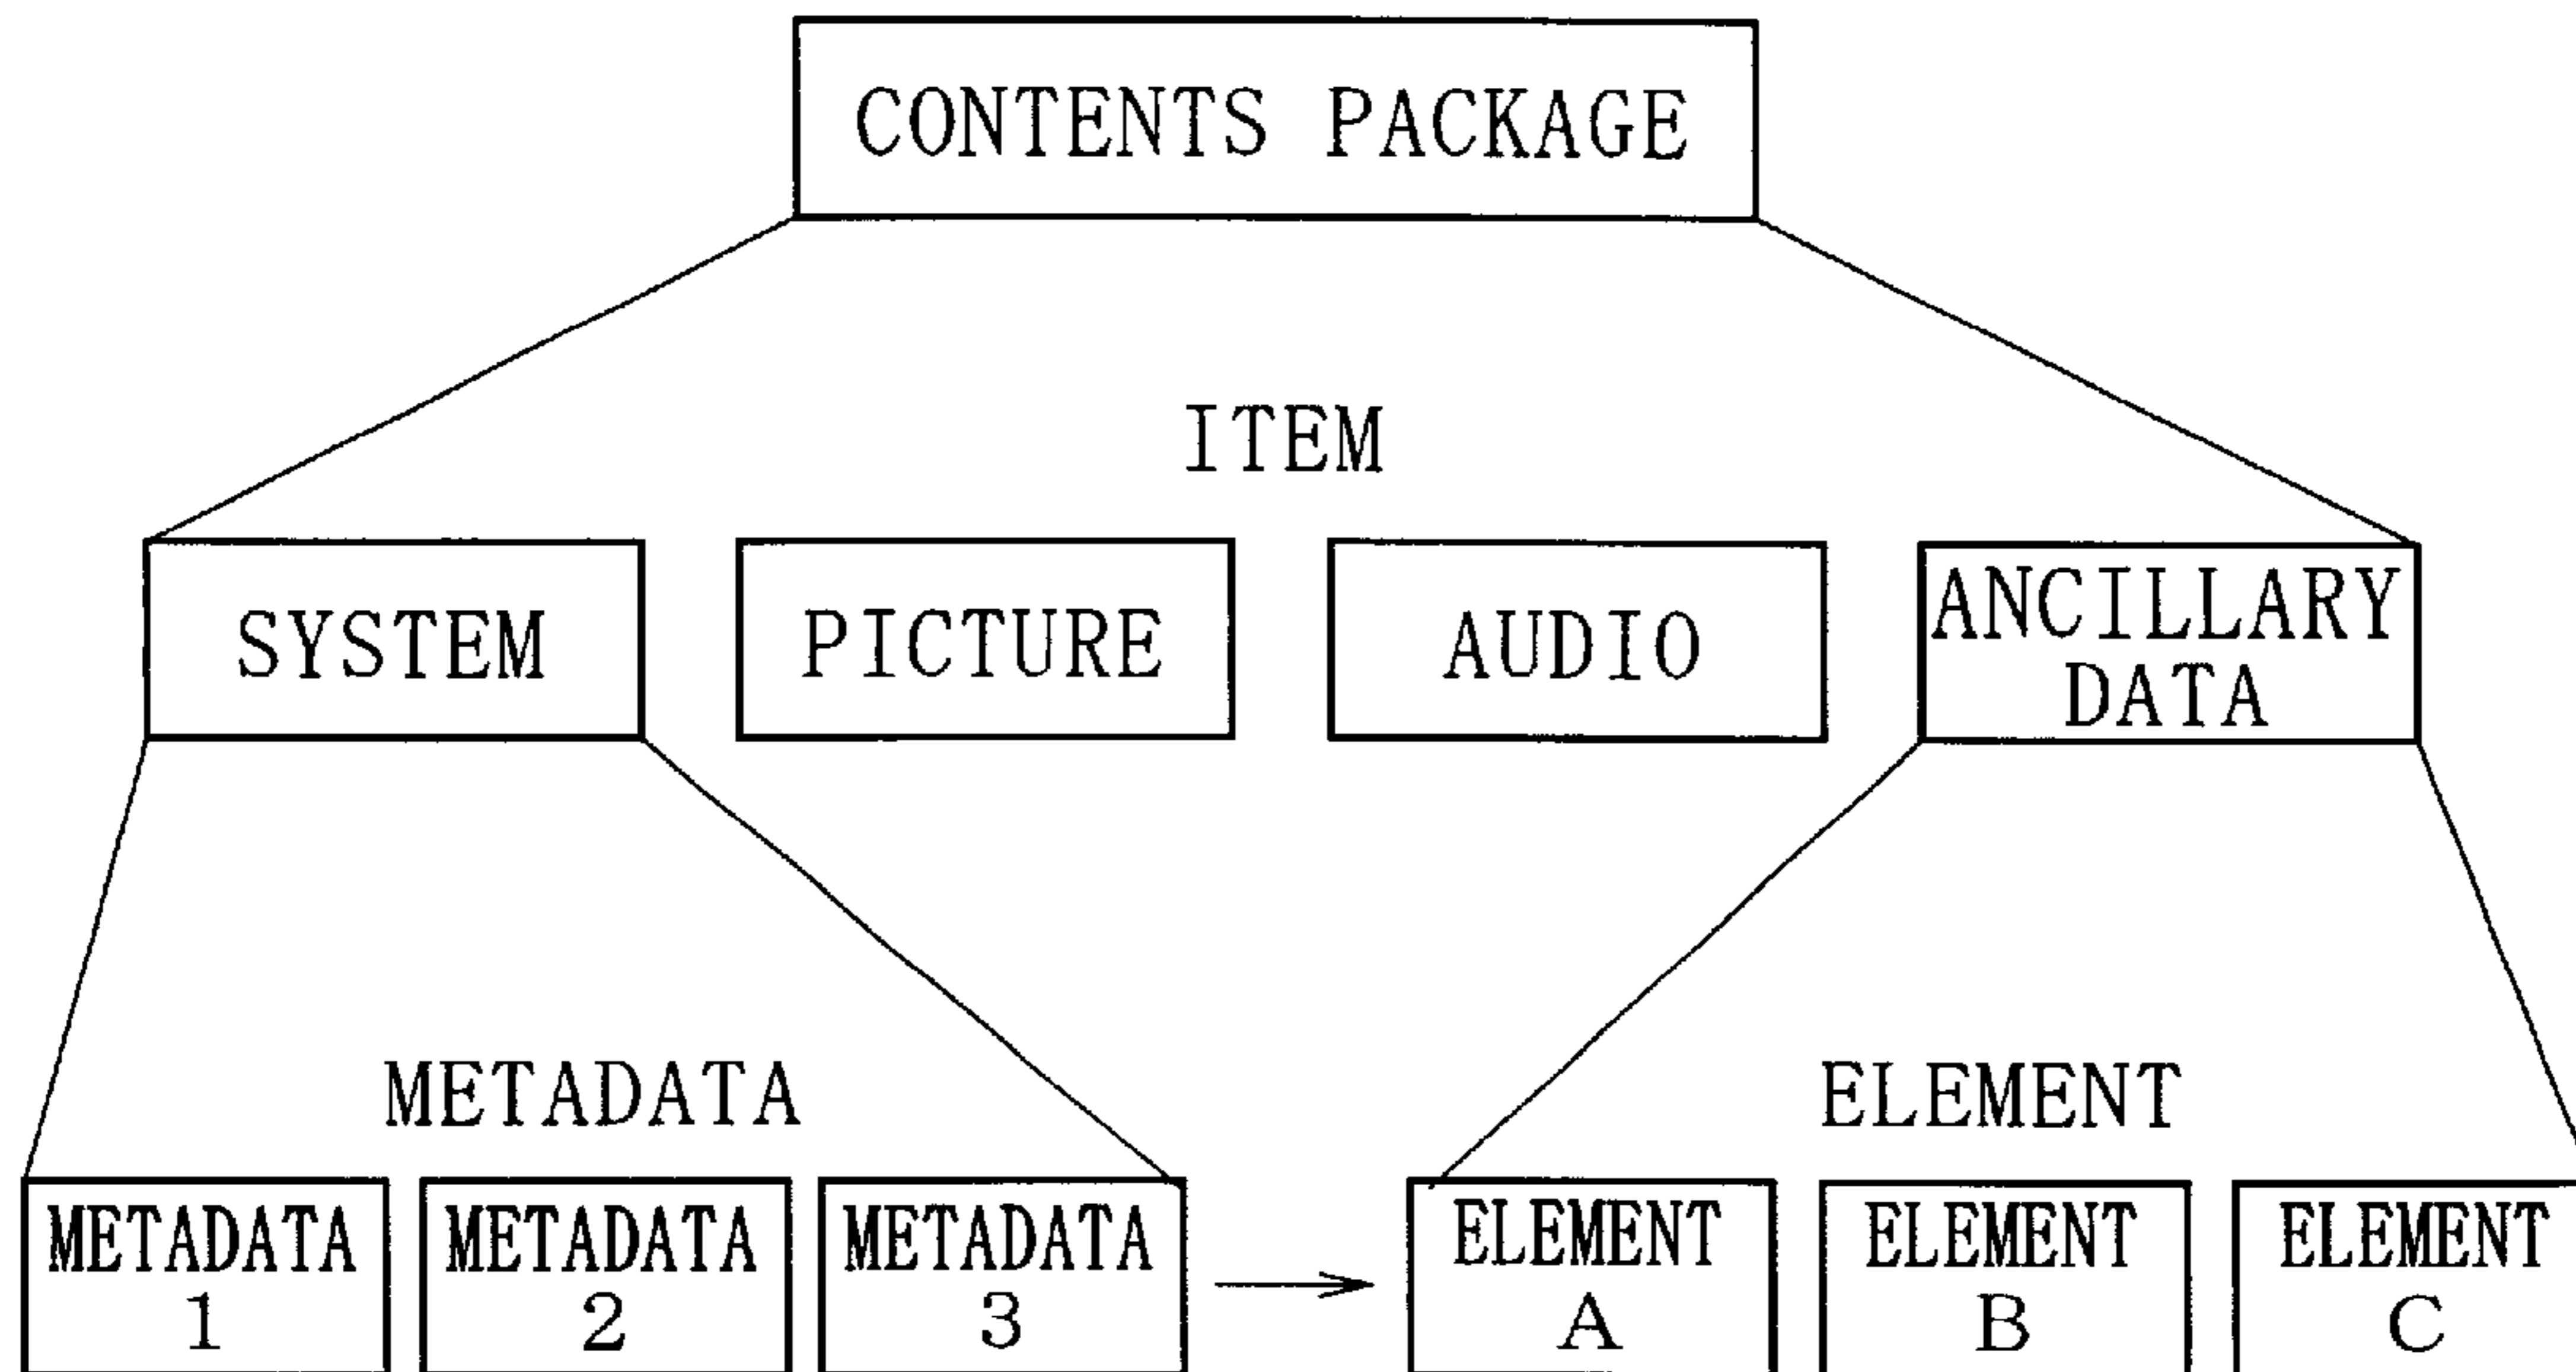 CONTENTS PACKAGE
ITEM
SYSTEM
PICTURE
AUDIO
ANCILLARY
DATA
METADATA
ELEMENT
METADATA
1
METADATA
2
METADATA
3
ELEMENT
A
ELEMENT
B
ELEMENT
C